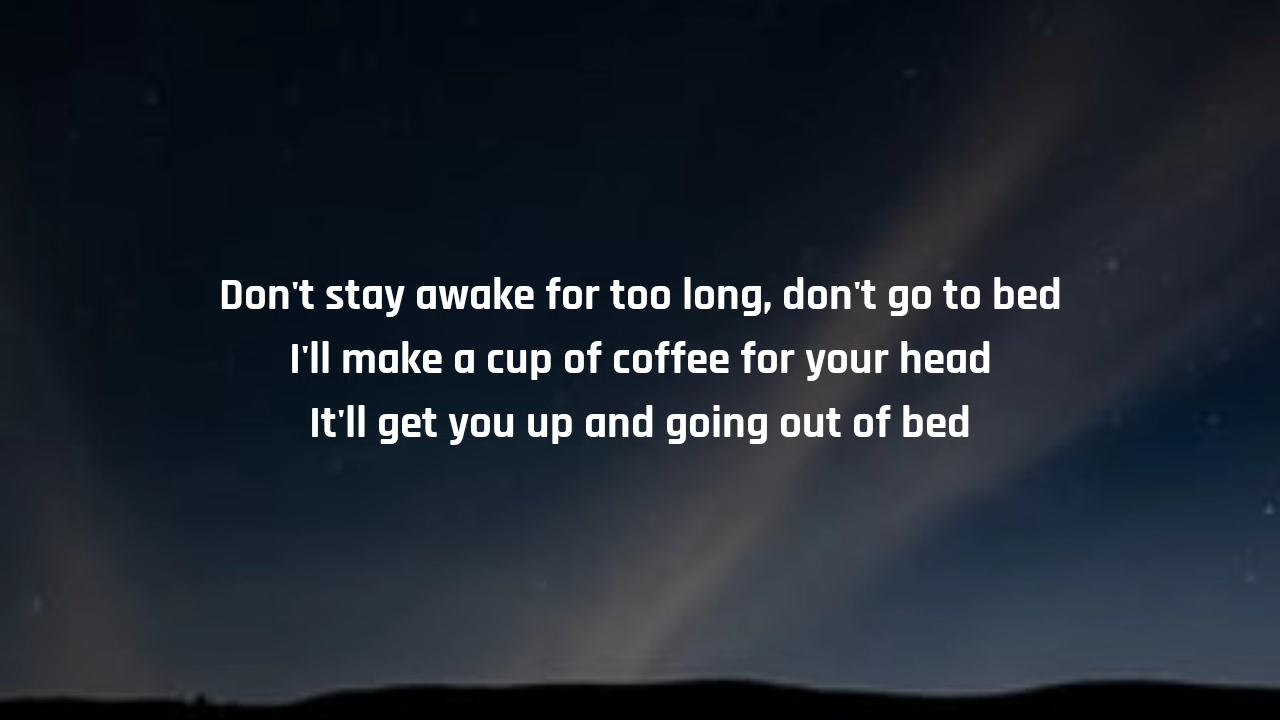 Don't stay awake for too long, don't go to bed
I'll make a cup of coffee for your head
It'll get you up and going out of bed